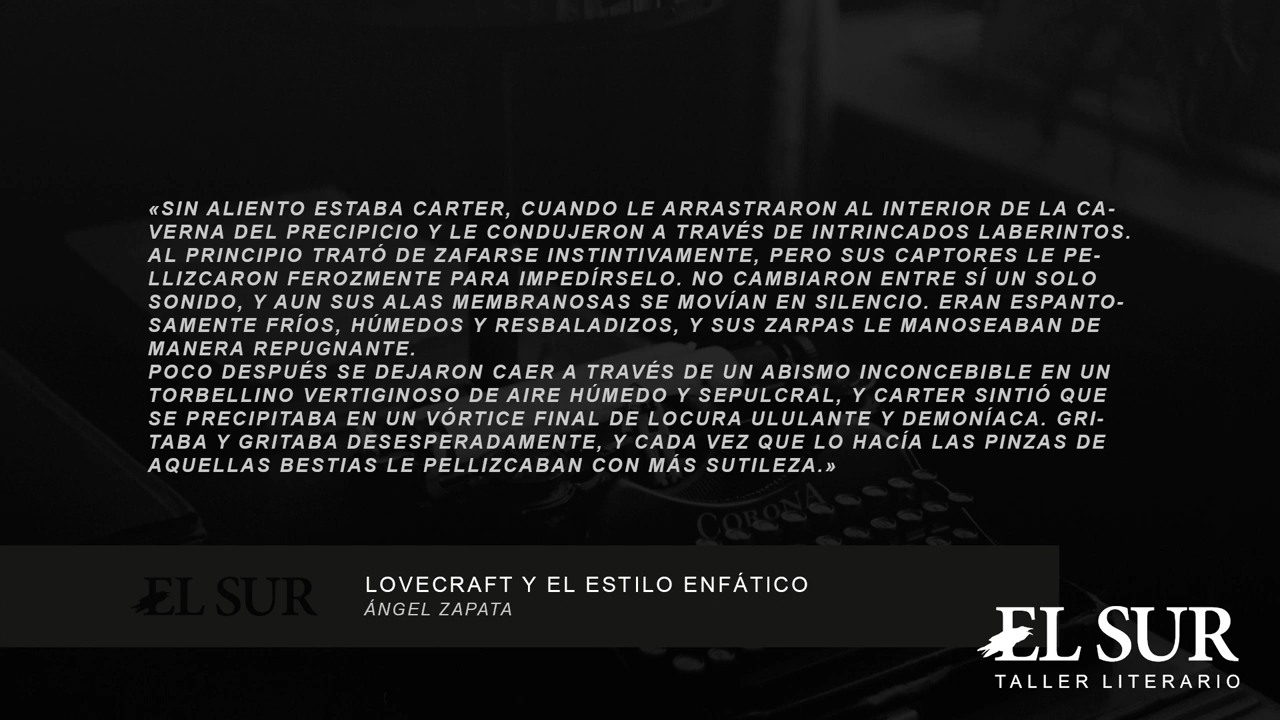 «SIN ALIENTO ESTABA CARTER, CUANDO LE ARRASTRARON AL INTERIOR DE LA CA-
VERNA DEL PRECIPICIO Y LE CONDUJERON A TRAVÉS DE INTRINCADOS LABERINTOS.
AL PRINCIPIO TRATÓ DE ZAFARSE INSTINTIVAMENTE, PERO SUS CAPTORES LE PE-
LLIZCARON FEROZMENTE PARA IMPEDÍRSELO. NO CAMBIARON ENTRE SÍ UN SOLO
SONIDO, Y AUN SUS ALAS MEMBRANOSAS SE MOVÍAN EN SILENCIO. ERAN ESPANTO-
SAMENTE FRÍOS, HÚMEDOS Y RESBALADIZOS, Y SUS ZARPAS LE MANOSEABAN DE
MANERA REPUGNANTE.
POCO DESPUÉS SE DEJARON CAER A TRAVÉS DE UN ABISMO INCONCEBIBLE EN UN
TORBELLINO VERTIGINOSO DE AIRE HÚMEDO Y SEPULCRAL, Y CARTER SINTIÓ QUE
SE PRECIPITABA EN UN VÓRTICE FINAL DE LOCURA ULULANTE Y DEMONÍACA. GRI-
TABA Y GRITABA DESESPERADAMENTE, Y CADA VEZ QUE LO HACÍA LAS PINZAS DE
AQUELLAS BESTIAS LE PELLIZCABAN CON MÁS SUTILEZA.»
CORONA
EL SUR
LOVECRAFT Y EL ESTILO ENFÁTICO
ÁNGEL ZAPATA
EL SUR
TALLER LITERARIO